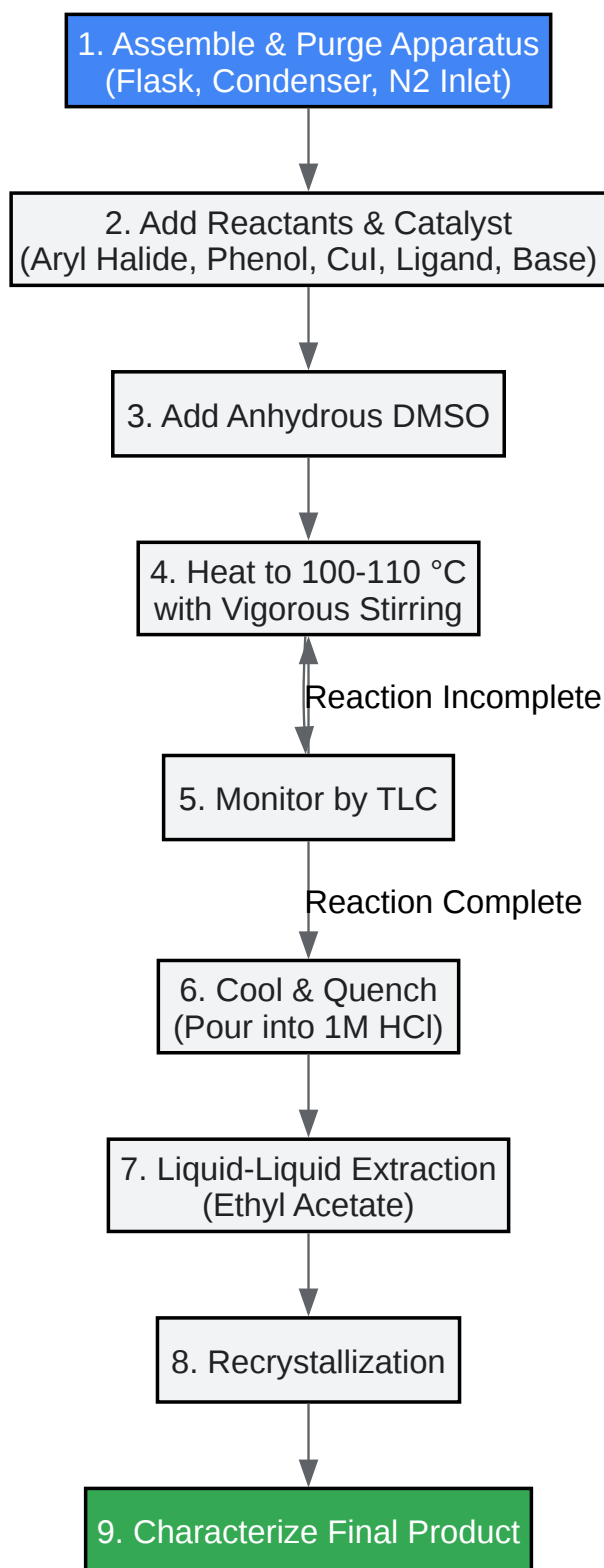 1. Assemble & Purge Apparatus
(Flask, Condenser, N2 Inlet)
2. Add Reactants & Catalyst
(Aryl Halide, Phenol, CuI, Ligand, Base)
3. Add Anhydrous DMSO
4. Heat to 100-110 °C
with Vigorous Stirring
Reaction Incomplete
5. Monitor by TLC
Reaction Complete
6. Cool & Quench
(Pour into 1M HCl)
7. Liquid-Liquid Extraction
(Ethyl Acetate)
8. Recrystallization
9. Characterize Final Product